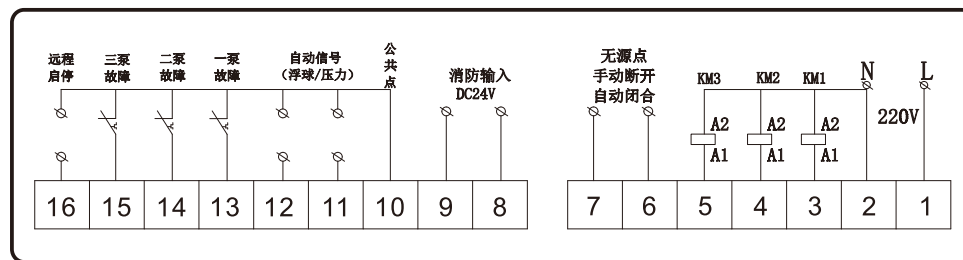 远程
启停
三泵
故障
二泵
故障
一泵
故障
自动信号
（浮球/压力）
公
共
点
消防输入
DC24V
无源点
手动断开
自动闭合
KM3
KM2
KM1
N
L
220V
A2
A1
A2
A1
A2
A1
16 15 14 13 12 11 10 9 8
7 6 5 4 3 2 1